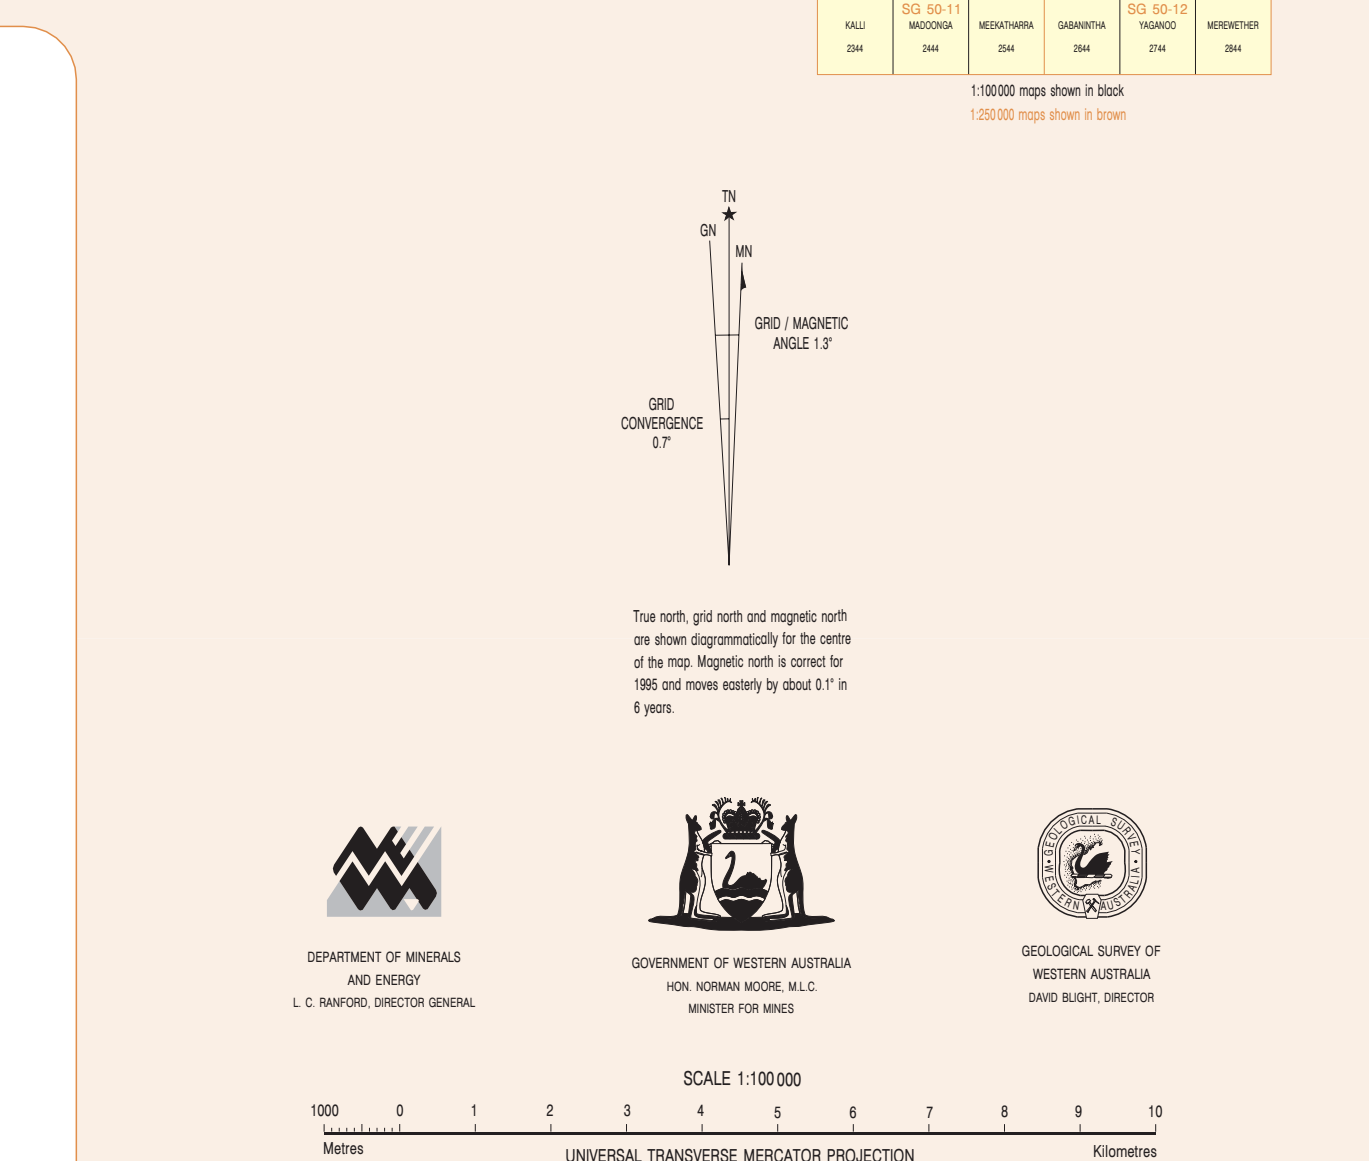 SG 50-11 SG 50-12
KALLI MADOONGA MEEKATHARRA GABANINTHA YAGANOO MEREWETHER
2344 2444 2544 2644 2744 2844
1:100 000 maps shown in black
1:250 000 maps shown in brown
TN
GN
MN
GRID / MAGNETIC
ANGLE 1.3°
GRID
CONVERGENCE
0.7°
True north, grid north and magnetic north
are shown diagrammatically for the centre
of the map. Magnetic north is correct for
1995 and moves easterly by about 0.1° in
6 years.
GEOLOGICAL SURVEY
WESTERN AUSTRALIA
DEPARTMENT OF MINERALS
AND ENERGY
L. C. RANFORD, DIRECTOR GENERAL
GOVERNMENT OF WESTERN AUSTRALIA
HON. NORMAN MOORE, M.L.C.
MINISTER FOR MINES
GEOLOGICAL SURVEY OF
WESTERN AUSTRALIA
DAVID BLIGHT, DIRECTOR
SCALE 1:100 000
1000 0 1 2 3 4 5 6 7 8 9 10
Metres Kilometres
UNIVERSAL TRANSVERSE MERCATOR PROJECTION